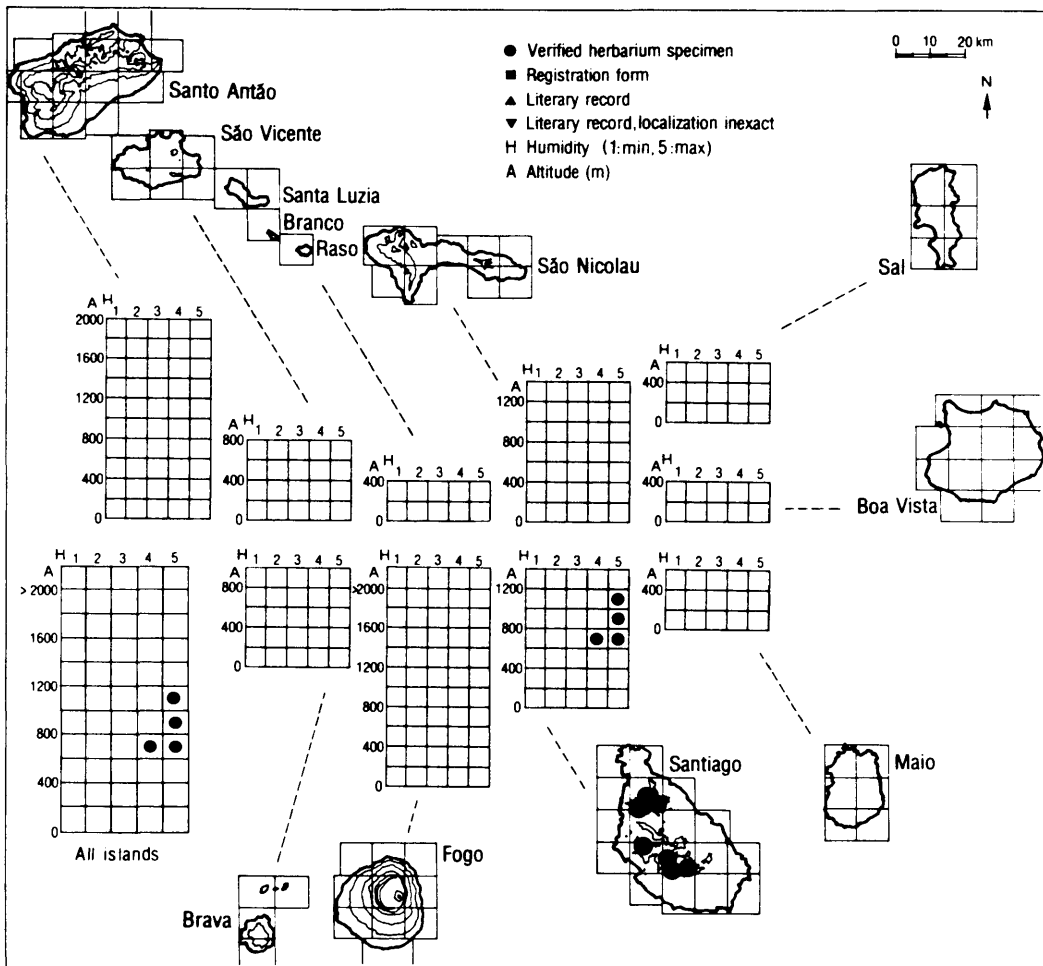 ● Verified herbarium specimen
■ Registration form
▲ Literary record
▼ Literary record, localization inexact
H Humidity (1:min, 5:max)
A Altitude (m)
0 10 20 km
N
Santo Antão
São Vicente
Santa Luzia
Branco
Raso
São Nicolau
Sal
Boa Vista
A H 1 2 3 4 5
2000
1600
1200
800
400
0
H 1 2 3 4 5
A
800
400
0
H 1 2 3 4 5
A
400
0
H 1 2 3 4 5
A
1200
800
400
0
H 1 2 3 4 5
A
400
0
H 1 2 3 4 5
A
400
0
H 1 2 3 4 5
A
>2000
1600
1200
800
400
0
All islands
H 1 2 3 4 5
A
800
400
0
H 1 2 3 4 5
A
>2000
1600
1200
800
400
0
H 1 2 3 4 5
A
1200
800
400
0
H 1 2 3 4 5
A
400
0
Santiago
Maio
Fogo
Brava